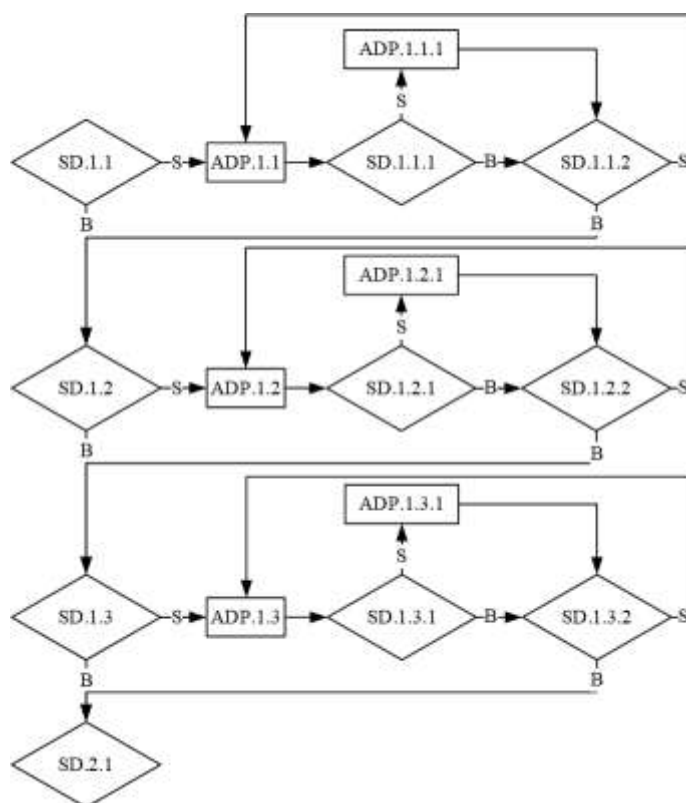 ADP.1.1.1
S
SD.1.1 S ADP.1.1 SD.1.1.1 B SD.1.1.2 S
B B
ADP.1.2.1
S
SD.1.2 S ADP.1.2 SD.1.2.1 B SD.1.2.2 S
B B
ADP.1.3.1
S
SD.1.3 S ADP.1.3 SD.1.3.1 B SD.1.3.2 S
B B
SD.2.1